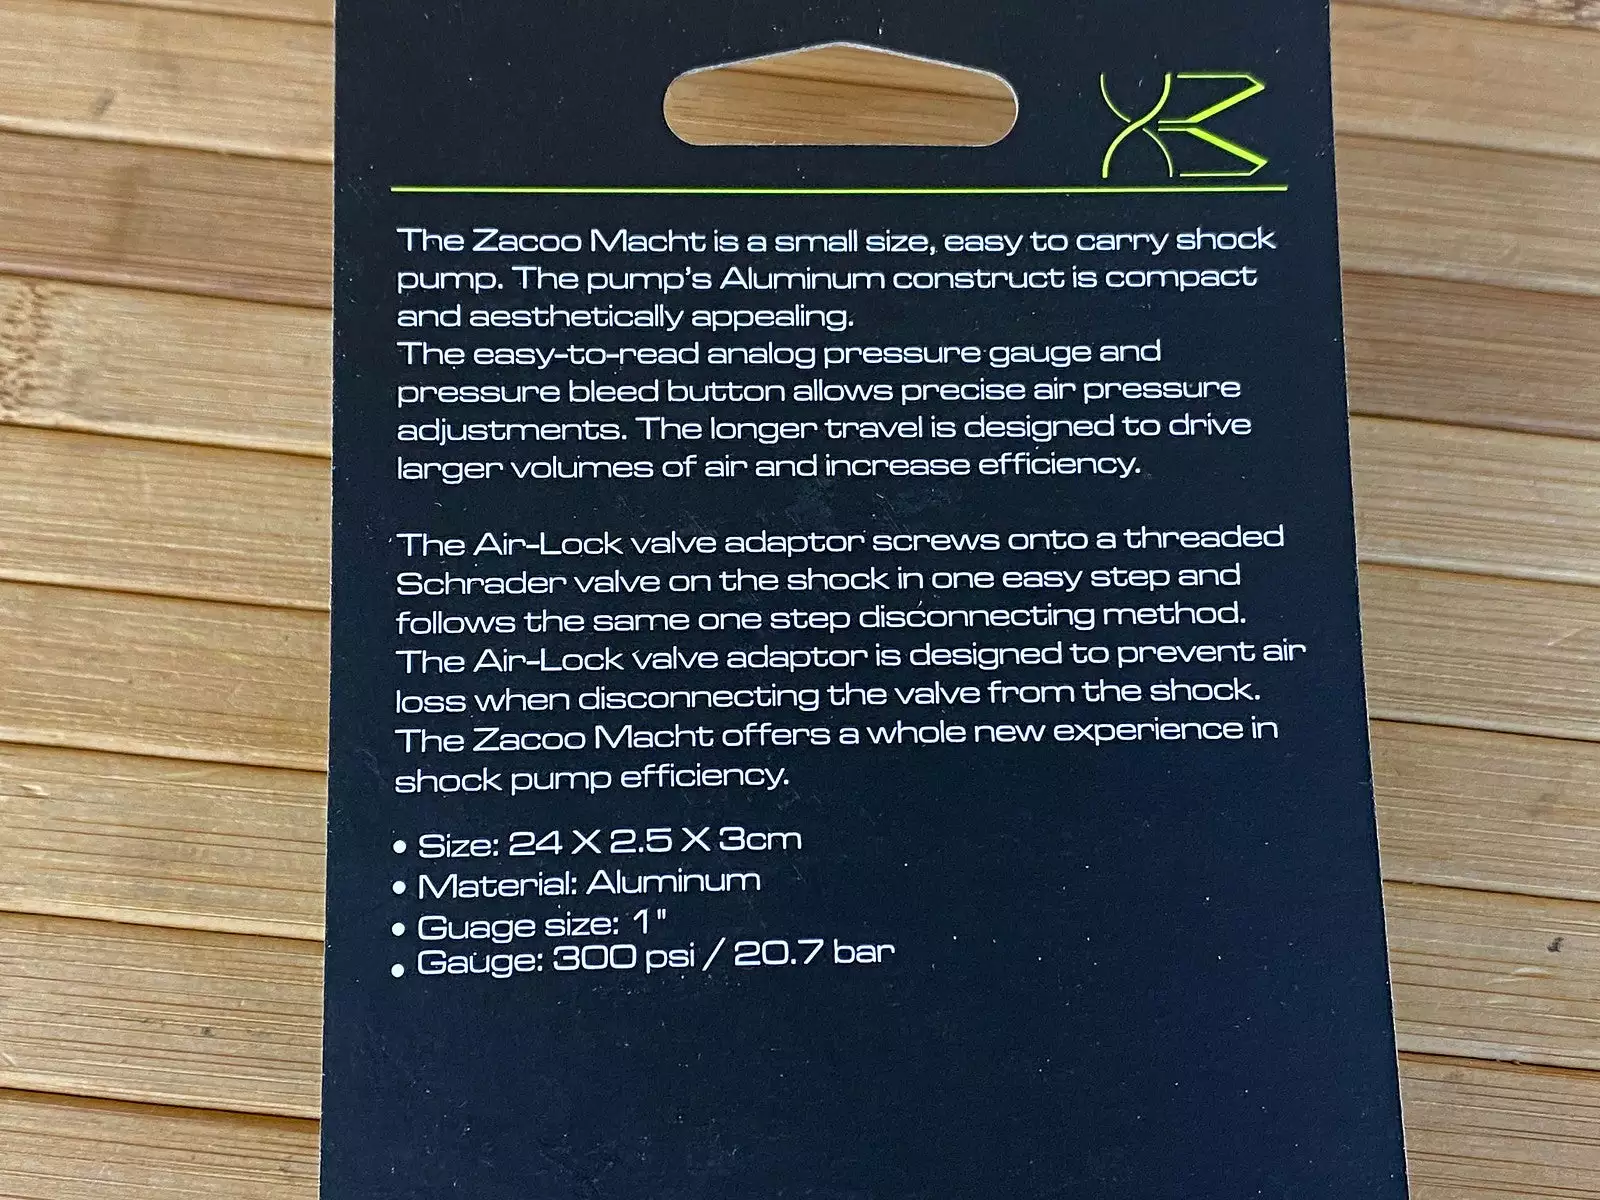 The Zacoo Macht is a small size, easy to carry shock
pump. The pump's Aluminum construct is compact
and aesthetically appealing.
The easy-to-read analog pressure gauge and
pressure bleed button allows precise air pressure
adjustments. The longer travel is designed to drive
larger volumes of air and increase efficiency.
The Air-Lock valve adaptor screws onto a threaded
Schrader valve on the shock in one easy step and
follows the same one step disconnecting method.
The Air-Lock valve adaptor is designed to prevent air
loss when disconnecting the valve from the shock.
The Zacoo Macht offers a whole new experience in
shock pump efficiency.
• Size: 24 X 2.5 X 3cm
• Material: Aluminum
• Guage size: 1"
• Gauge: 300 psi / 20.7 bar